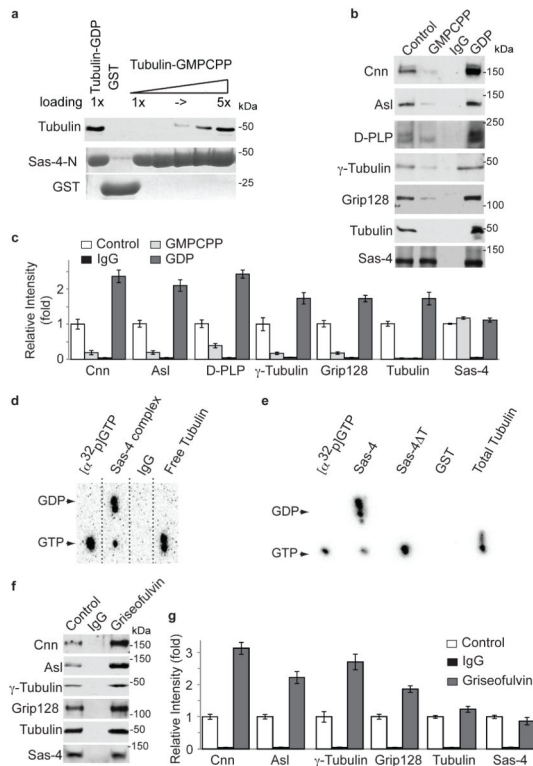 a
Tubulin-GDP
GST
Tubulin-GMPCPP
loading 1x 1x -> 5x kDa
Tubulin -50
Sas-4-N -50
GST -25
b
Control
GMPCPP
IgG
GDP
kDa
Cnn -150
Asl -150
D-PLP -250
γ-Tubulin -50
Grip128 -100
Tubulin -50
Sas-4 -150
c
Control GMPCPP
IgG GDP
Relative Intensity
(fold)
2
1
0
Cnn Asl D-PLP γ-Tubulin Grip128 Tubulin Sas-4
d
[α³²p]GTP
Sas-4 complex
IgG
Free Tubulin
GDP
GTP
e
[α³²p]GTP
Sas-4
Sas-4ΔT
GST
Total Tubulin
GDP
GTP
f
Control
IgG
Griseofulvin
kDa
Cnn -150
Asl -150
γ-Tubulin -50
Grip128 -100
Tubulin -50
Sas-4 -150
g
Relative Intensity (fold)
3
2
1
0
Control
IgG
Griseofulvin
Cnn Asl γ-Tubulin Grip128 Tubulin Sas-4